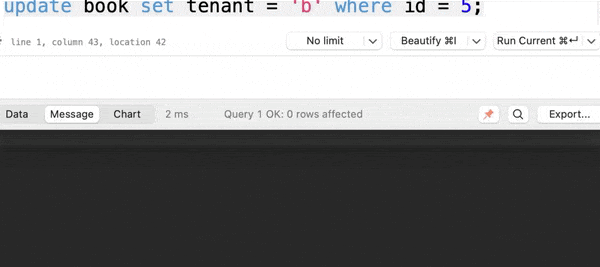 update book set tenant = 'b' where id = 5;
line 1, column 43, location 42
No limit
Beautify ⌘I
Run Current ⌘↵
Data
Message
Chart
2 ms
Query 1 OK: 0 rows affected
Export...